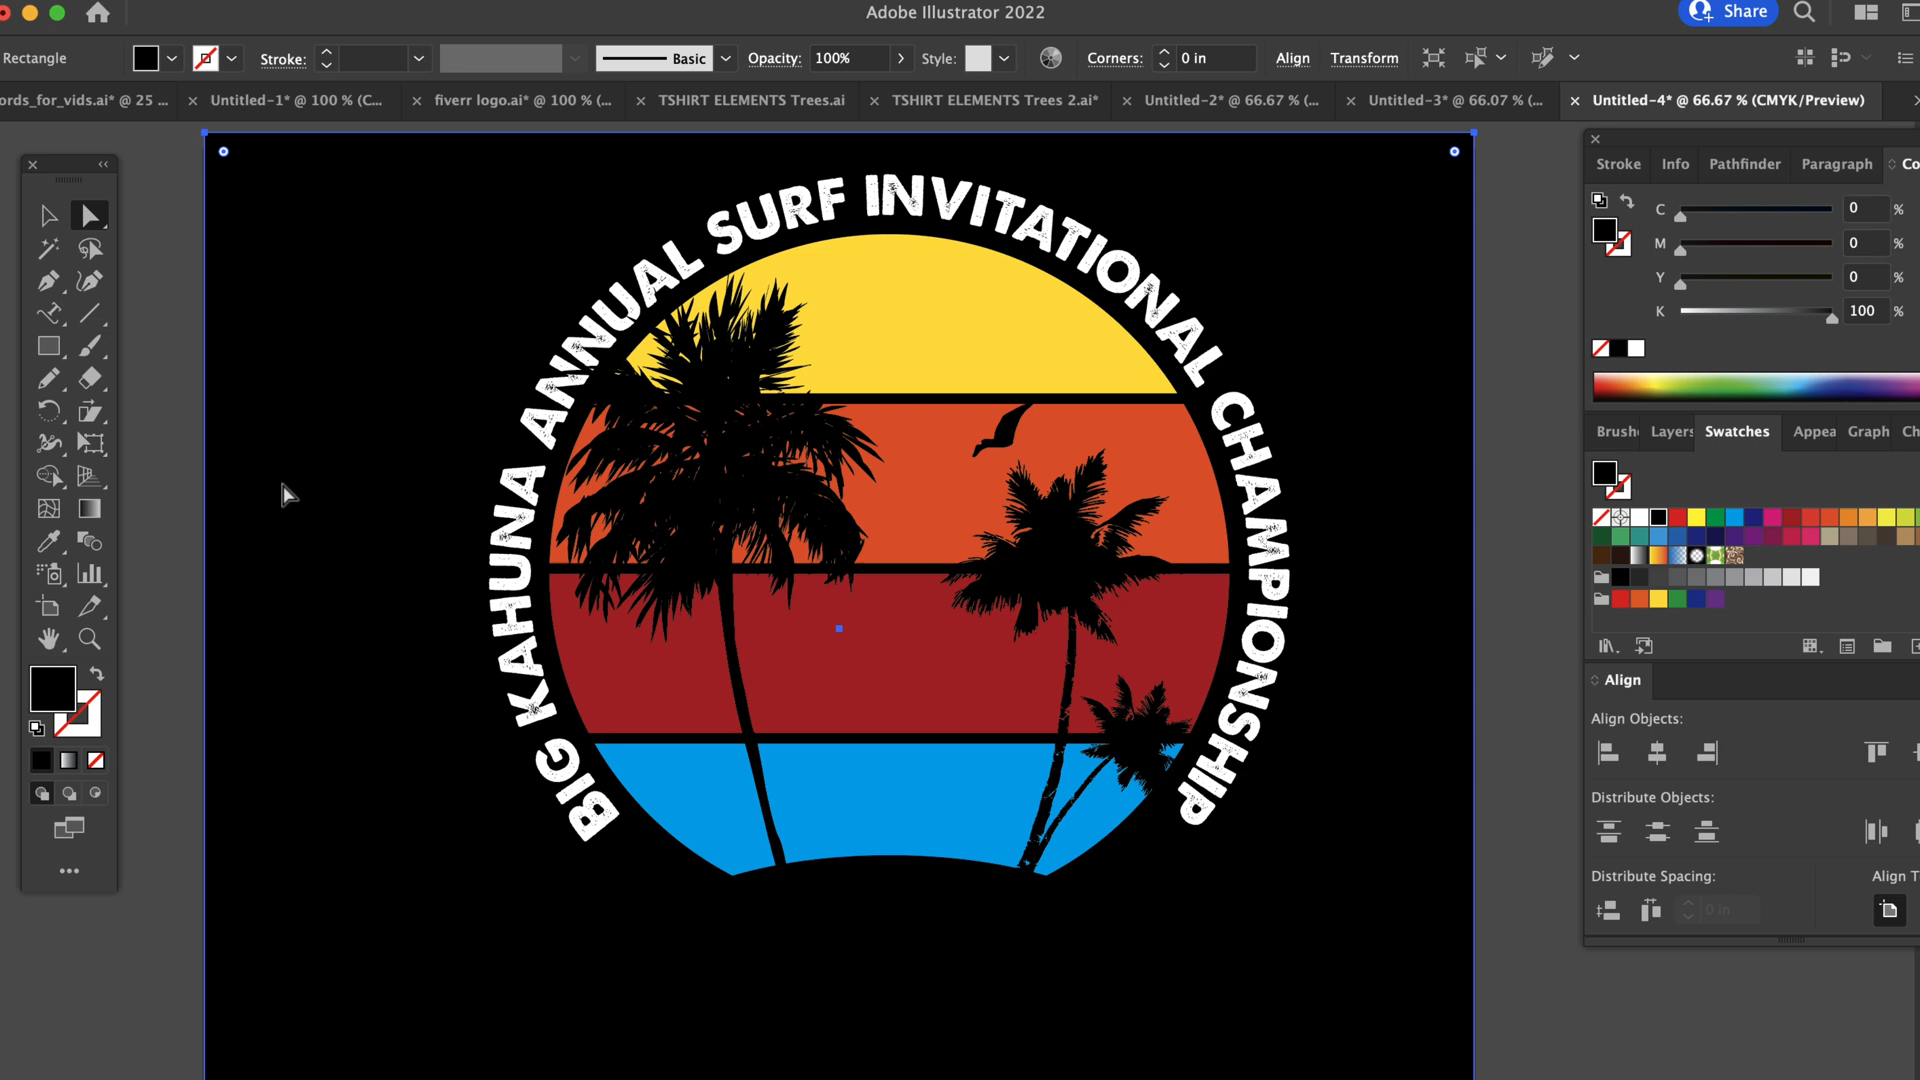 Adobe Illustrator 2022
Share
Rectangle
Stroke:
Basic
Opacity:
100%
Style:
Corners:
0 in
Align
Transform
ords_for_vids.ai* @ 25 ...
Untitled-1* @ 100 % (C...
fiverr logo.ai* @ 100 % (...
TSHIRT ELEMENTS Trees.ai
TSHIRT ELEMENTS Trees 2.ai*
Untitled-2* @ 66.67 % (...
Untitled-3* @ 66.07 % (...
Untitled-4* @ 66.67 % (CMYK/Preview)
BIG KAHUNA ANNUAL SURF INVITATIONAL CHAMPIONSHIP
Stroke
Info
Pathfinder
Paragraph
Co
C 0 %
M 0 %
Y 0 %
K 100 %
Brush
Layers
Swatches
Appea
Graph
Ch
Align
Align Objects:
Distribute Objects:
Distribute Spacing:
Align T
0 in